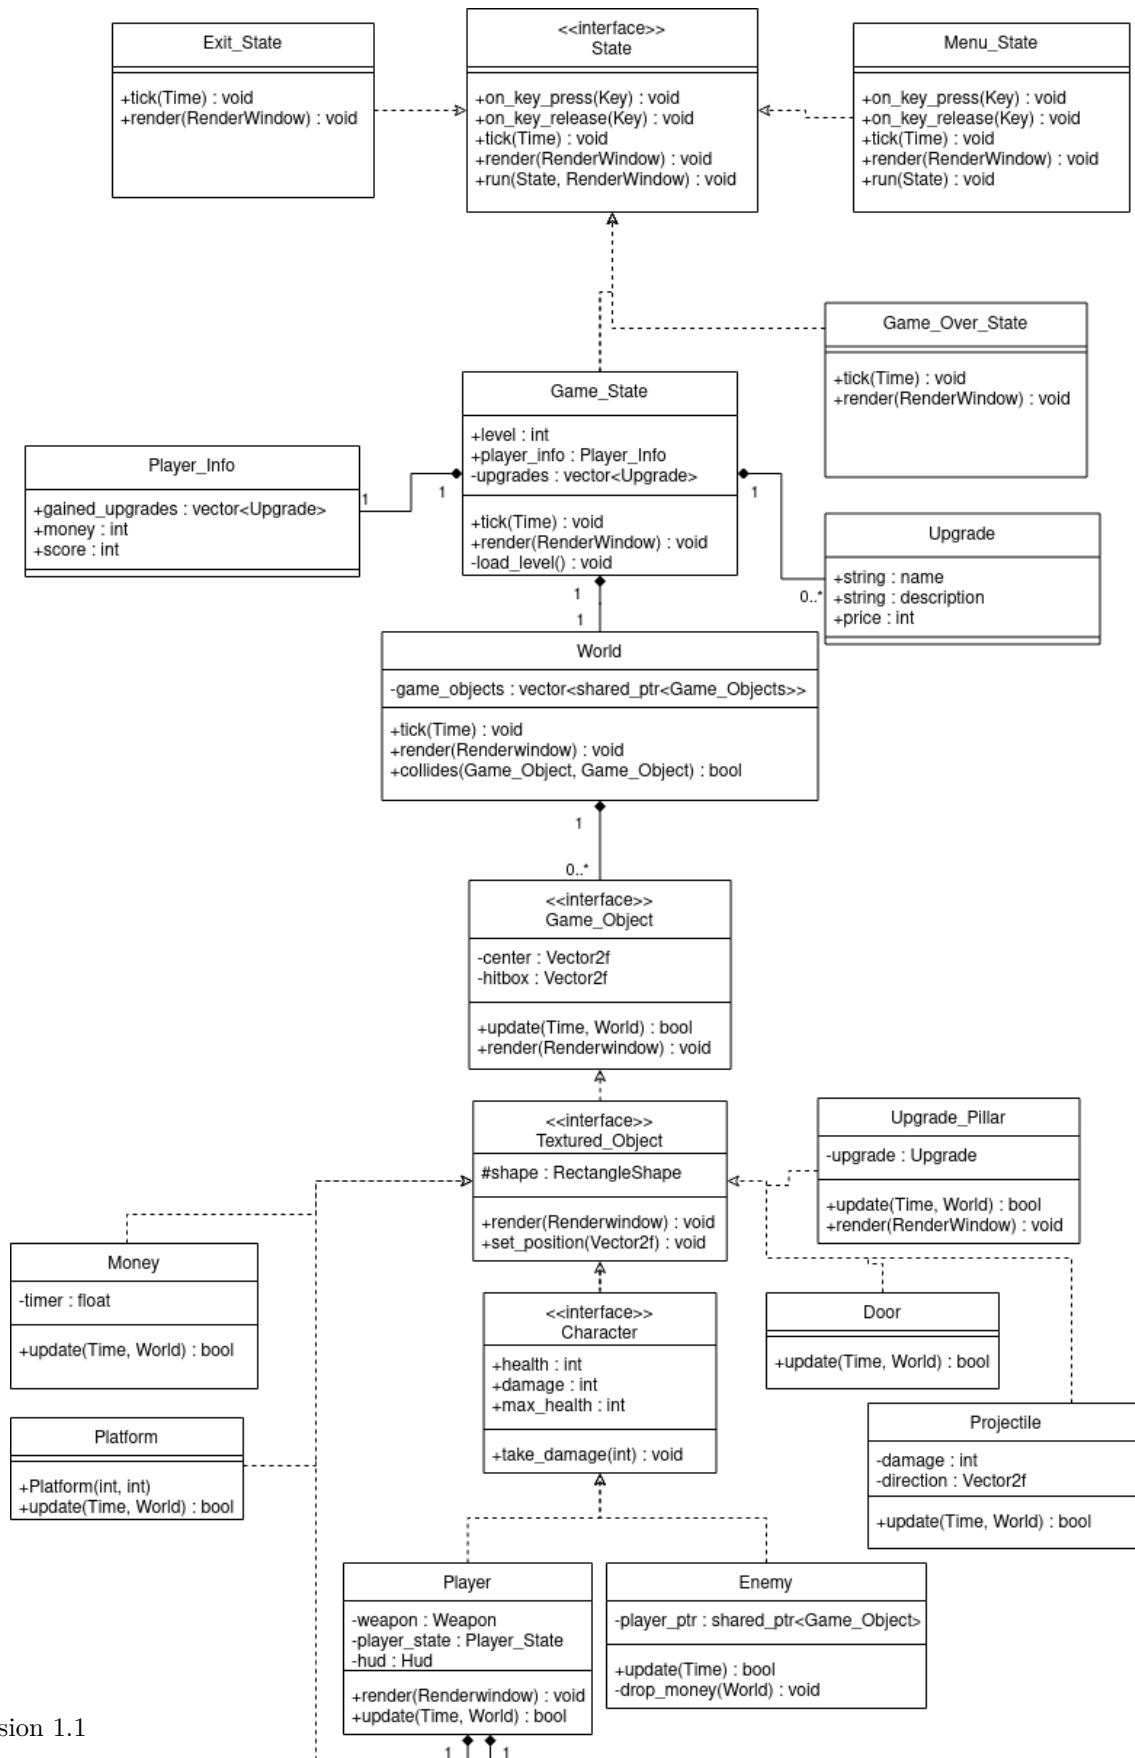 Exit_State
+tick(Time) : void
+render(RenderWindow) : void
<<interface>>
State
+on_key_press(Key) : void
+on_key_release(Key) : void
+tick(Time) : void
+render(RenderWindow) : void
+run(State, RenderWindow) : void
Menu_State
+on_key_press(Key) : void
+on_key_release(Key) : void
+tick(Time) : void
+render(RenderWindow) : void
+run(State) : void
Game_Over_State
+tick(Time) : void
+render(RenderWindow) : void
Game_State
+level : int
+player_info : Player_Info
-upgrades : vector<Upgrade>
+tick(Time) : void
+render(RenderWindow) : void
-load_level() : void
Player_Info
+gained_upgrades : vector<Upgrade>
+money : int
+score : int
1
1
1
Upgrade
+string : name
+string : description
+price : int
0..*
1
1
World
-game_objects : vector<shared_ptr<Game_Objects>>
+tick(Time) : void
+render(Renderwindow) : void
+collides(Game_Object, Game_Object) : bool
1
0..*
<<interface>>
Game_Object
-center : Vector2f
-hitbox : Vector2f
+update(Time, World) : bool
+render(Renderwindow) : void
<<interface>>
Textured_Object
#shape : RectangleShape
+render(Renderwindow) : void
+set_position(Vector2f) : void
Upgrade_Pillar
-upgrade : Upgrade
+update(Time, World) : bool
+render(RenderWindow) : void
Money
-timer : float
+update(Time, World) : bool
<<interface>>
Character
+health : int
+damage : int
+max_health : int
+take_damage(int) : void
Door
+update(Time, World) : bool
Platform
+Platform(int, int)
+update(Time, World) : bool
Projectile
-damage : int
-direction : Vector2f
+update(Time, World) : bool
Player
-weapon : Weapon
-player_state : Player_State
-hud : Hud
+render(Renderwindow) : void
+update(Time, World) : bool
Enemy
-player_ptr : shared_ptr<Game_Object>
+update(Time) : bool
-drop_money(World) : void
sion 1.1
1
1